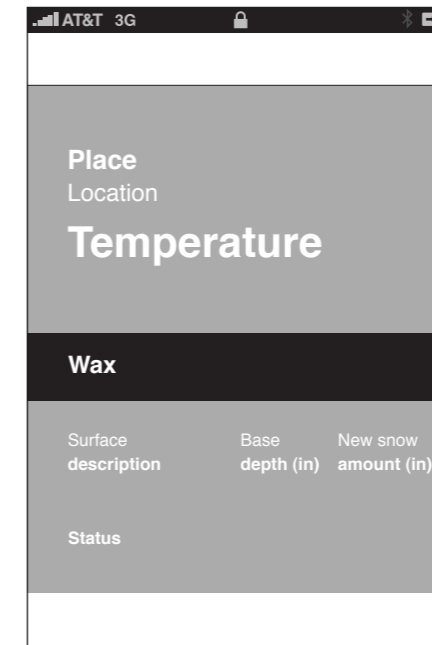 AT&T 3G
Place
Location
Temperature
Wax
Surface Base New snow
description depth (in) amount (in)
Status